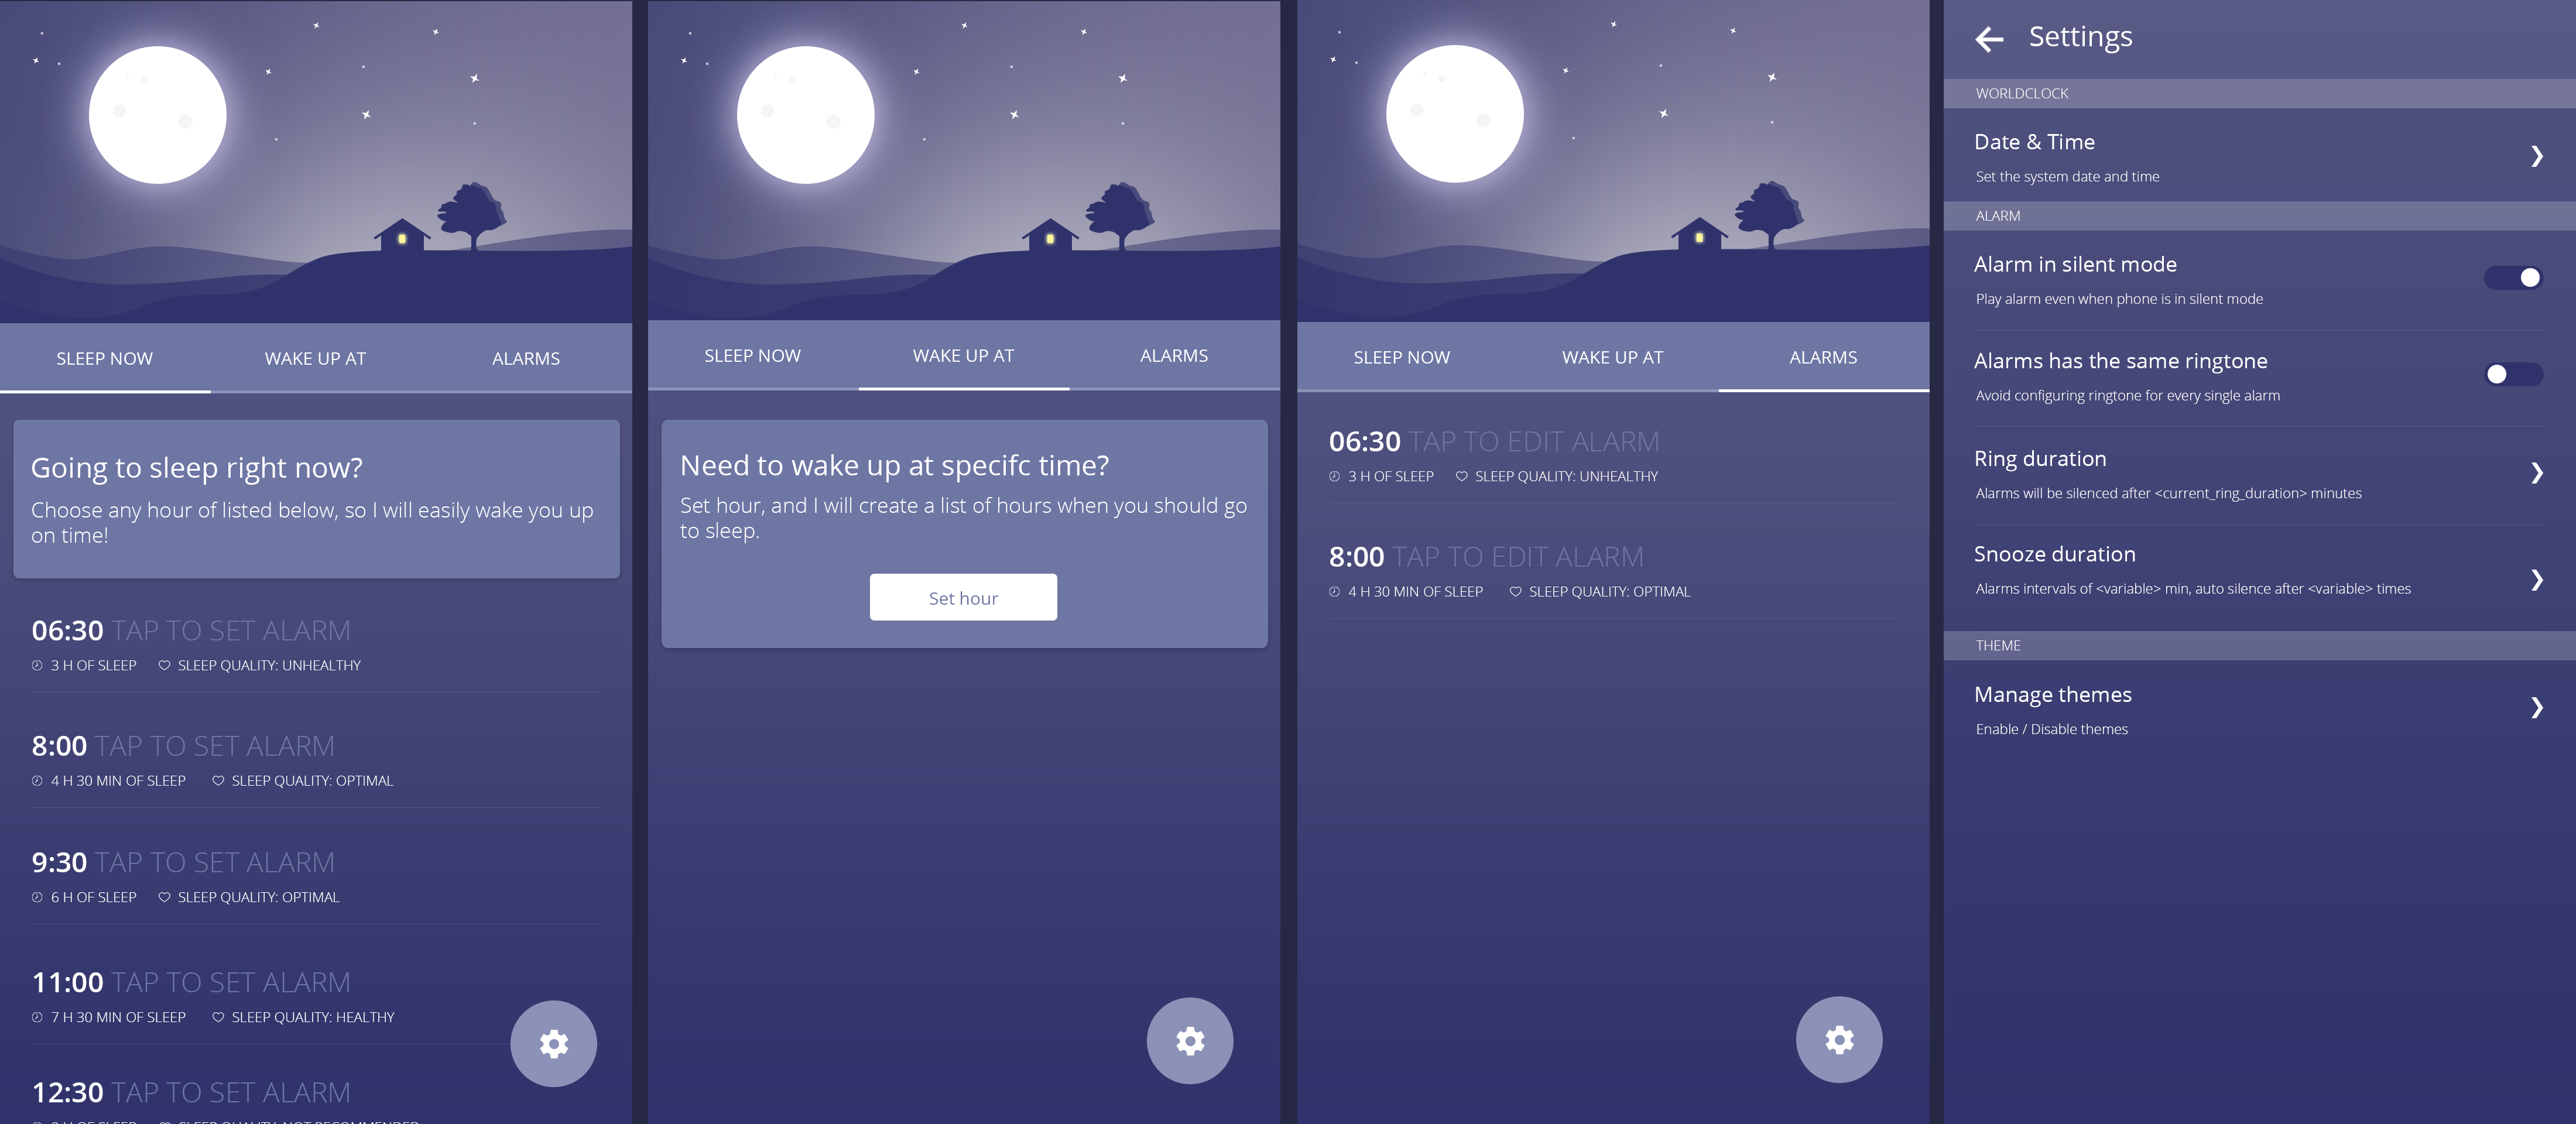 SLEEP NOW WAKE UP AT ALARMS
Going to sleep right now?
Choose any hour of listed below, so I will easily wake you up
on time!
06:30 TAP TO SET ALARM
3 H OF SLEEP SLEEP QUALITY: UNHEALTHY
8:00 TAP TO SET ALARM
4 H 30 MIN OF SLEEP SLEEP QUALITY: OPTIMAL
9:30 TAP TO SET ALARM
6 H OF SLEEP SLEEP QUALITY: OPTIMAL
11:00 TAP TO SET ALARM
7 H 30 MIN OF SLEEP SLEEP QUALITY: HEALTHY
12:30 TAP TO SET ALARM
SLEEP NOW WAKE UP AT ALARMS
Need to wake up at specifc time?
Set hour, and I will create a list of hours when you should go
to sleep.
Set hour
SLEEP NOW WAKE UP AT ALARMS
06:30 TAP TO EDIT ALARM
3 H OF SLEEP SLEEP QUALITY: UNHEALTHY
8:00 TAP TO EDIT ALARM
4 H 30 MIN OF SLEEP SLEEP QUALITY: OPTIMAL
Settings
WORLDCLOCK
Date & Time
Set the system date and time
ALARM
Alarm in silent mode
Play alarm even when phone is in silent mode
Alarms has the same ringtone
Avoid configuring ringtone for every single alarm
Ring duration
Alarms will be silenced after <current_ring_duration> minutes
Snooze duration
Alarms intervals of <variable> min, auto silence after <variable> times
THEME
Manage themes
Enable / Disable themes